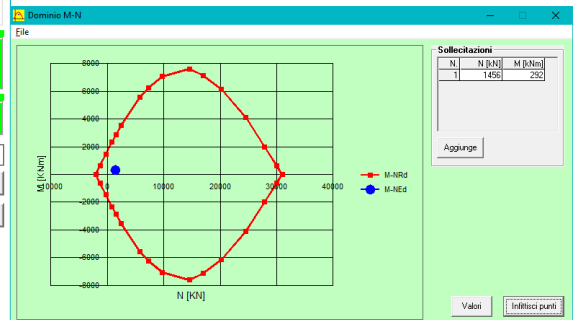 Dominio M-N
File
Sollecitazioni
N. N [kN] M [kNm]
1 1456 292
Aggiunge
8000
6000
4000
2000
0
-2000
-4000
-6000
-8000
M [KNm]
10000 0 10000 20000 30000 40000
N [KN]
M-NRd
M-NEd
Valori
Infittisci punti